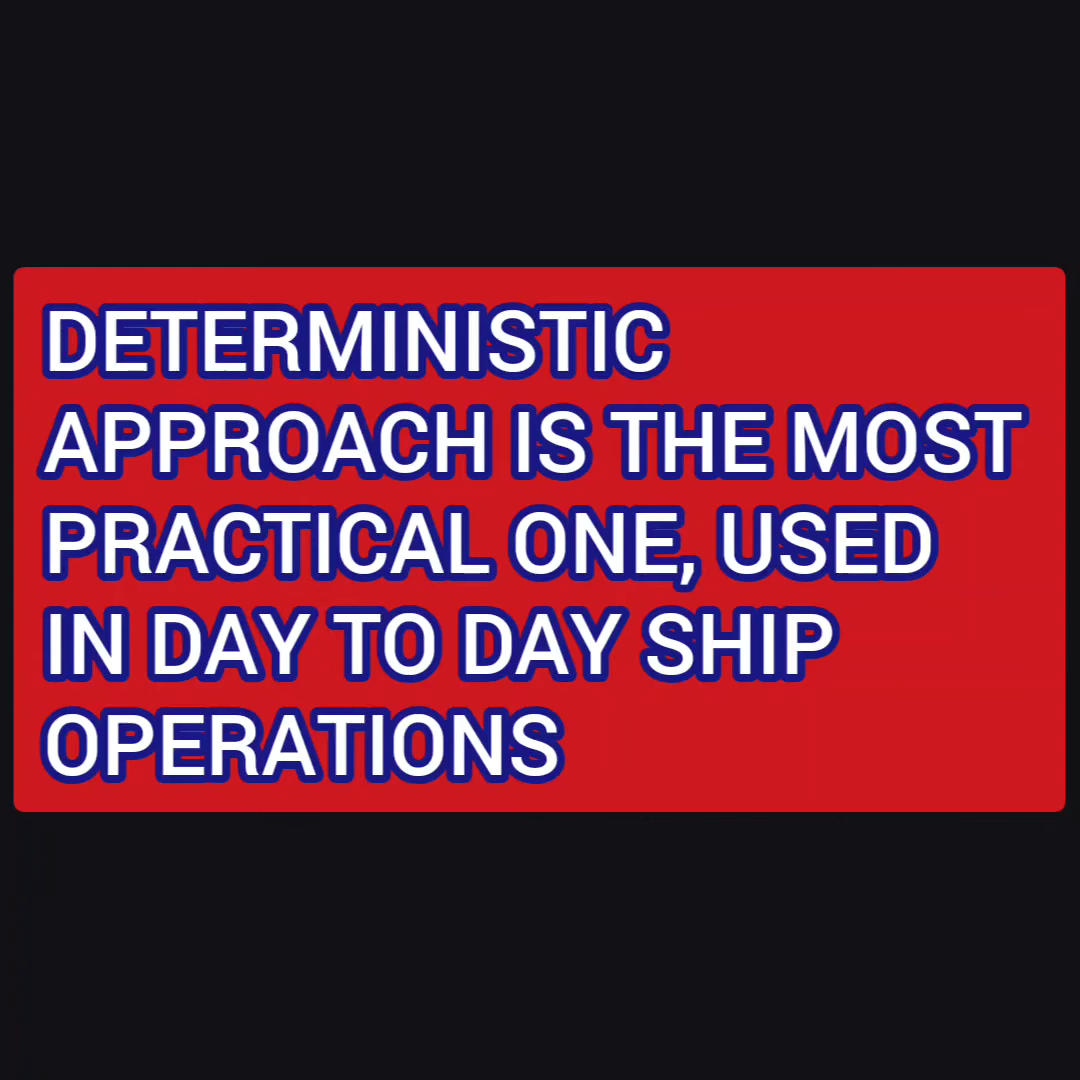 DETERMINISTIC
APPROACH IS THE MOST
PRACTICAL ONE, USED
IN DAY TO DAY SHIP
OPERATIONS